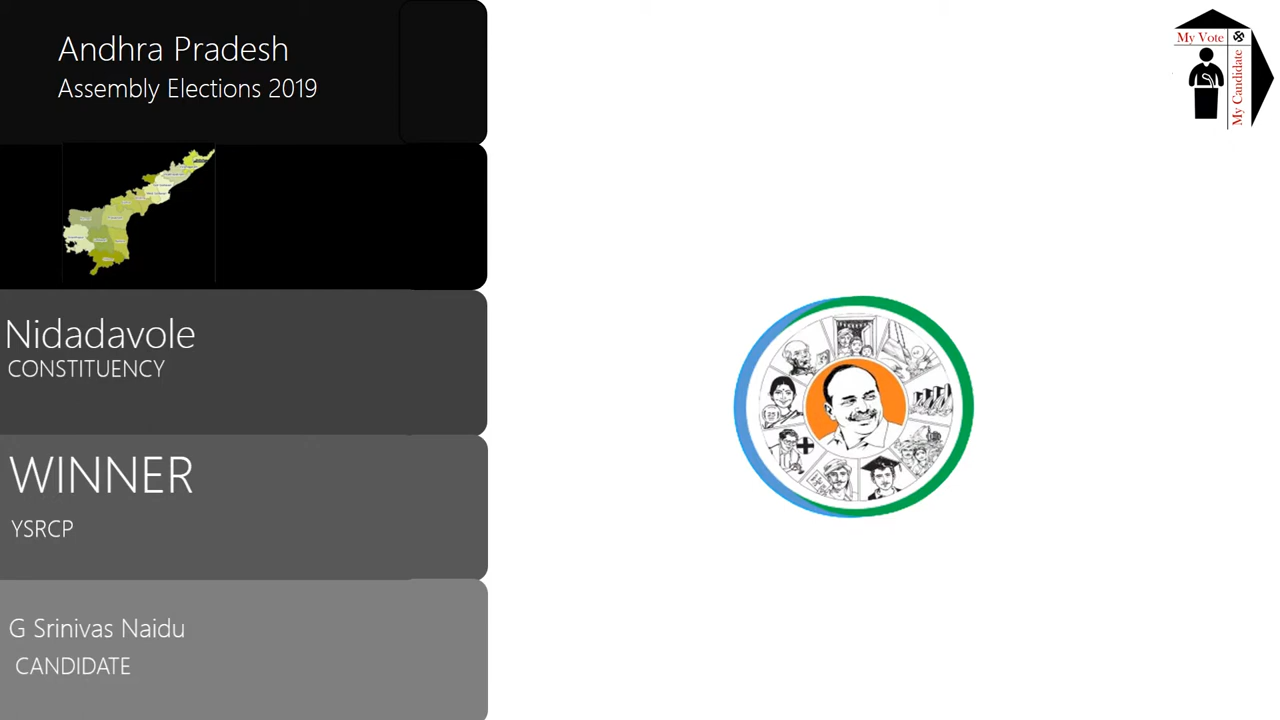 Andhra Pradesh
Assembly Elections 2019
My Vote
My Candidate
Nidadavole
CONSTITUENCY
WINNER
YSRCP
G Srinivas Naidu
CANDIDATE